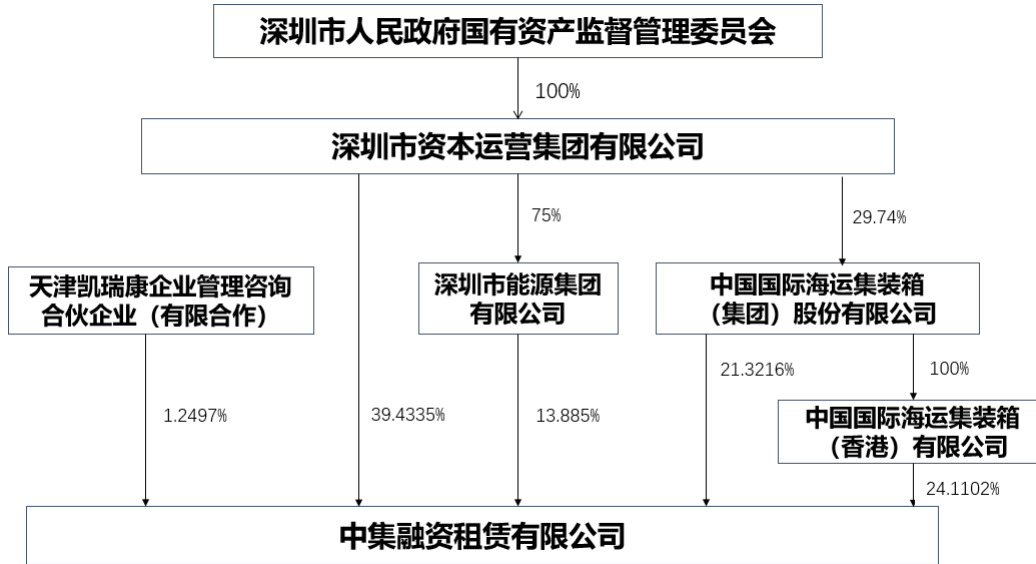 深圳市人民政府国有资产监督管理委员会
100%
深圳市资本运营集团有限公司
75%
29.74%
天津凯瑞康企业管理咨询
合伙企业（有限合作）
深圳市能源集团
有限公司
中国国际海运集装箱
（集团）股份有限公司
1.2497%
39.4335%
13.885%
21.3216%
100%
中国国际海运集装箱
（香港）有限公司
24.1102%
中集融资租赁有限公司